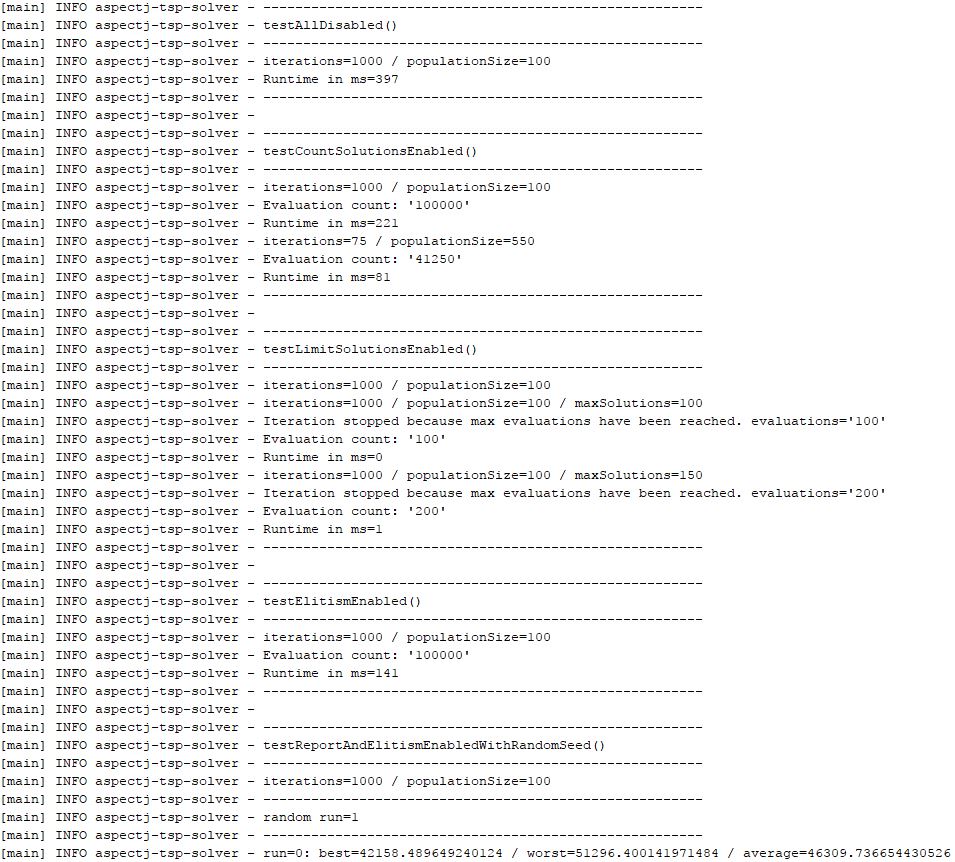 [main] INFO aspectj-tsp-solver - -------------------------------------------------------
[main] INFO aspectj-tsp-solver - testAllDisabled()
[main] INFO aspectj-tsp-solver - -------------------------------------------------------
[main] INFO aspectj-tsp-solver - iterations=1000 / populationSize=100
[main] INFO aspectj-tsp-solver - Runtime in ms=397
[main] INFO aspectj-tsp-solver - -------------------------------------------------------
[main] INFO aspectj-tsp-solver -
[main] INFO aspectj-tsp-solver - -------------------------------------------------------
[main] INFO aspectj-tsp-solver - testCountSolutionsEnabled()
[main] INFO aspectj-tsp-solver - -------------------------------------------------------
[main] INFO aspectj-tsp-solver - iterations=1000 / populationSize=100
[main] INFO aspectj-tsp-solver - Evaluation count: '100000'
[main] INFO aspectj-tsp-solver - Runtime in ms=221
[main] INFO aspectj-tsp-solver - iterations=75 / populationSize=550
[main] INFO aspectj-tsp-solver - Evaluation count: '41250'
[main] INFO aspectj-tsp-solver - Runtime in ms=81
[main] INFO aspectj-tsp-solver - -------------------------------------------------------
[main] INFO aspectj-tsp-solver -
[main] INFO aspectj-tsp-solver - -------------------------------------------------------
[main] INFO aspectj-tsp-solver - testLimitSolutionsEnabled()
[main] INFO aspectj-tsp-solver - -------------------------------------------------------
[main] INFO aspectj-tsp-solver - iterations=1000 / populationSize=100
[main] INFO aspectj-tsp-solver - iterations=1000 / populationSize=100 / maxSolutions=100
[main] INFO aspectj-tsp-solver - Iteration stopped because max evaluations have been reached. evaluations='100'
[main] INFO aspectj-tsp-solver - Evaluation count: '100'
[main] INFO aspectj-tsp-solver - Runtime in ms=0
[main] INFO aspectj-tsp-solver - iterations=1000 / populationSize=100 / maxSolutions=150
[main] INFO aspectj-tsp-solver - Iteration stopped because max evaluations have been reached. evaluations='200'
[main] INFO aspectj-tsp-solver - Evaluation count: '200'
[main] INFO aspectj-tsp-solver - Runtime in ms=1
[main] INFO aspectj-tsp-solver - -------------------------------------------------------
[main] INFO aspectj-tsp-solver -
[main] INFO aspectj-tsp-solver - -------------------------------------------------------
[main] INFO aspectj-tsp-solver - testElitismEnabled()
[main] INFO aspectj-tsp-solver - -------------------------------------------------------
[main] INFO aspectj-tsp-solver - iterations=1000 / populationSize=100
[main] INFO aspectj-tsp-solver - Evaluation count: '100000'
[main] INFO aspectj-tsp-solver - Runtime in ms=141
[main] INFO aspectj-tsp-solver - -------------------------------------------------------
[main] INFO aspectj-tsp-solver -
[main] INFO aspectj-tsp-solver - -------------------------------------------------------
[main] INFO aspectj-tsp-solver - testReportAndElitismEnabledWithRandomSeed()
[main] INFO aspectj-tsp-solver - -------------------------------------------------------
[main] INFO aspectj-tsp-solver - iterations=1000 / populationSize=100
[main] INFO aspectj-tsp-solver - -------------------------------------------------------
[main] INFO aspectj-tsp-solver - random run=1
[main] INFO aspectj-tsp-solver - -------------------------------------------------------
[main] INFO aspectj-tsp-solver - run=0: best=42158.489649240124 / worst=51296.400141971484 / average=46309.736654430526